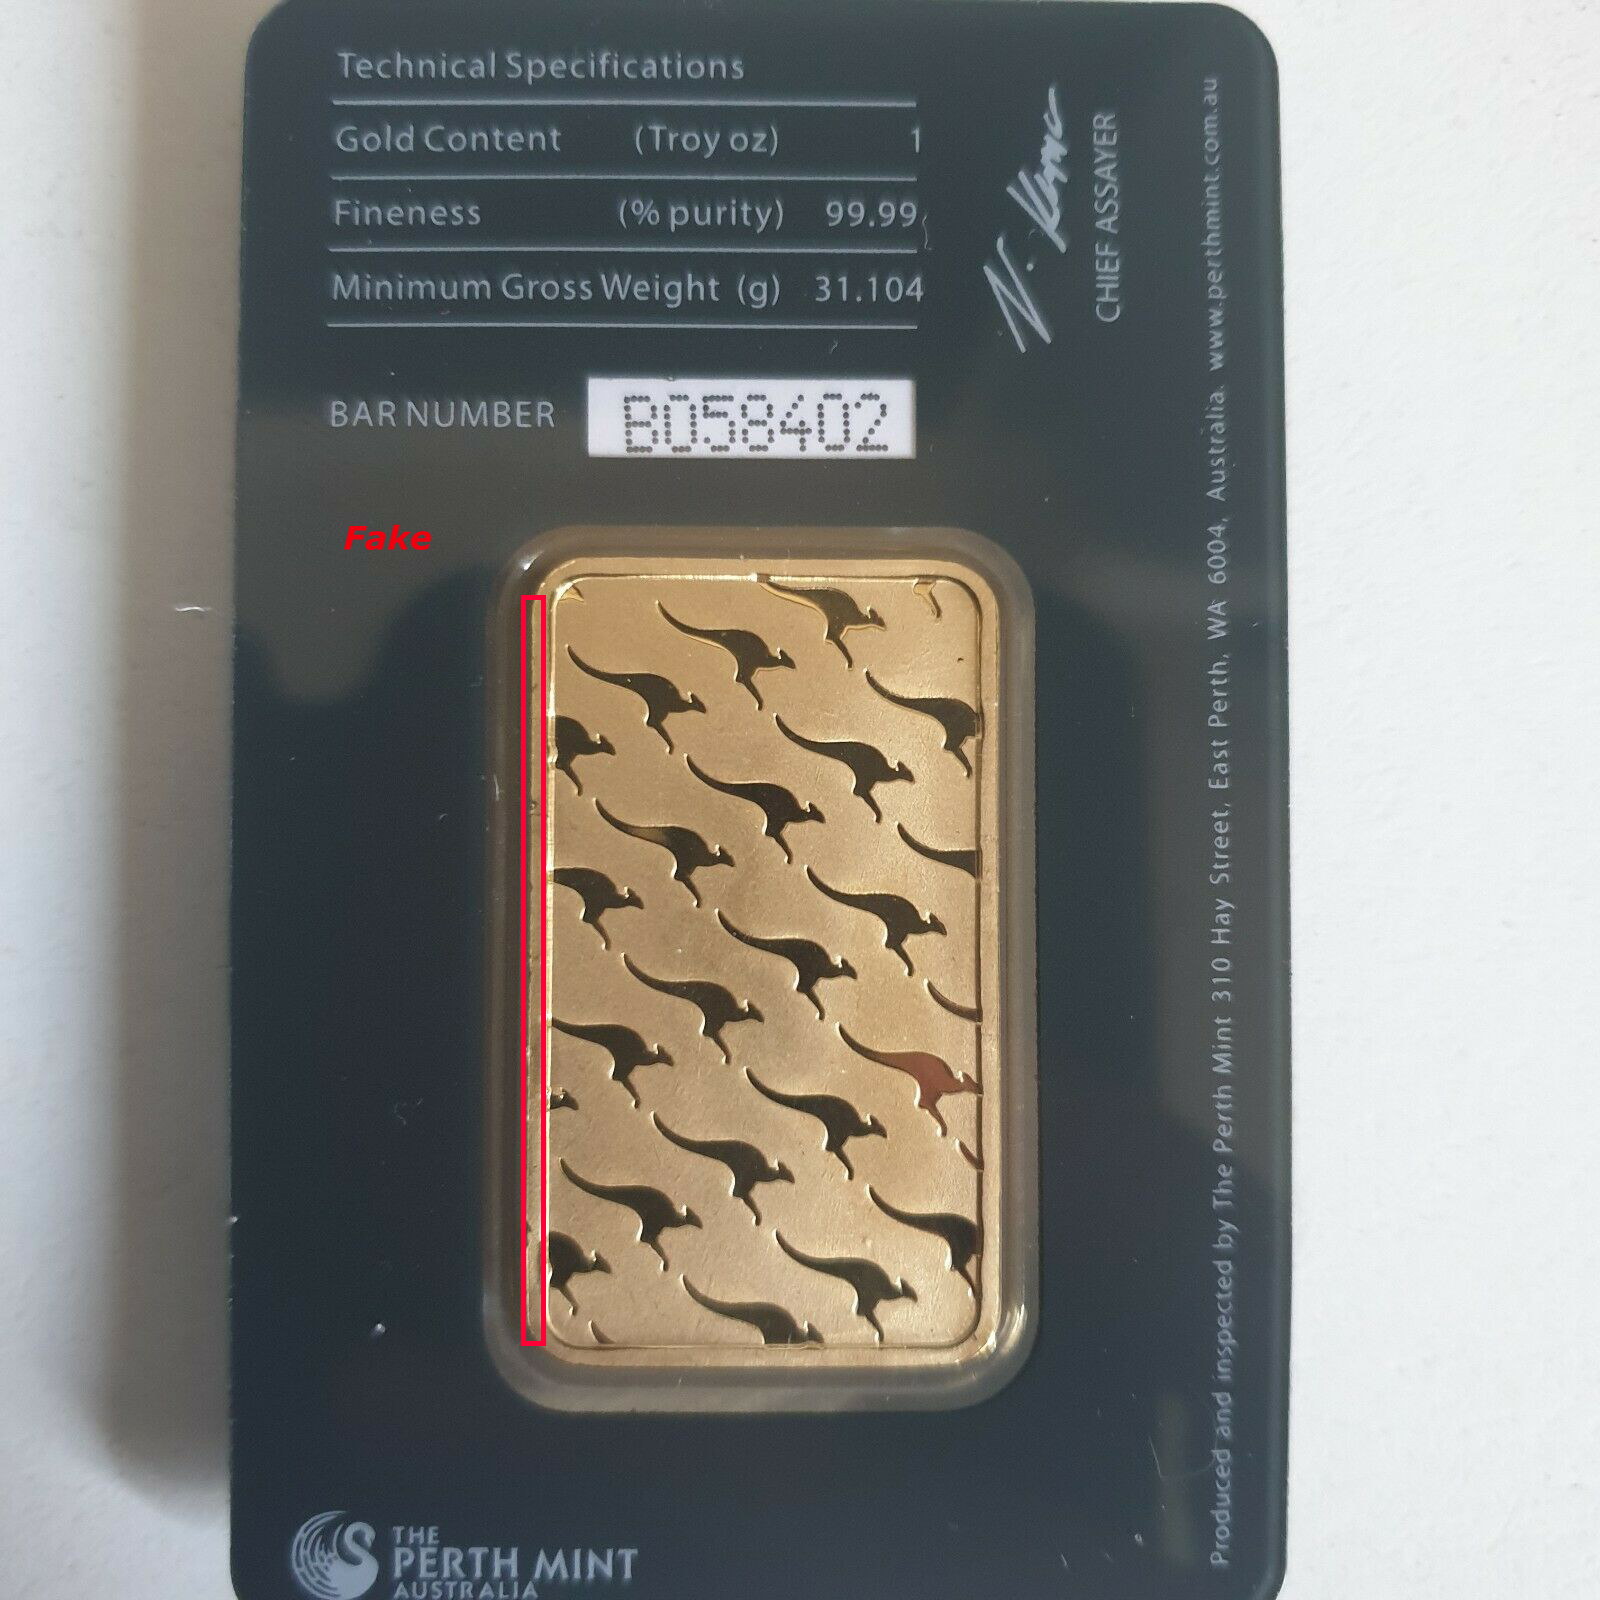 Technical Specifications
Gold Content (Troy oz) 1
Fineness (% purity) 99.99
Minimum Gross Weight (g) 31.104
N. Kemp
CHIEF ASSAYER
BAR NUMBER B058402
Fake
THE
PERTH MINT
AUSTRALIA
Produced and inspected by The Perth Mint 310 Hay Street, East Perth, WA 6004, Australia. www.perthmint.com.au